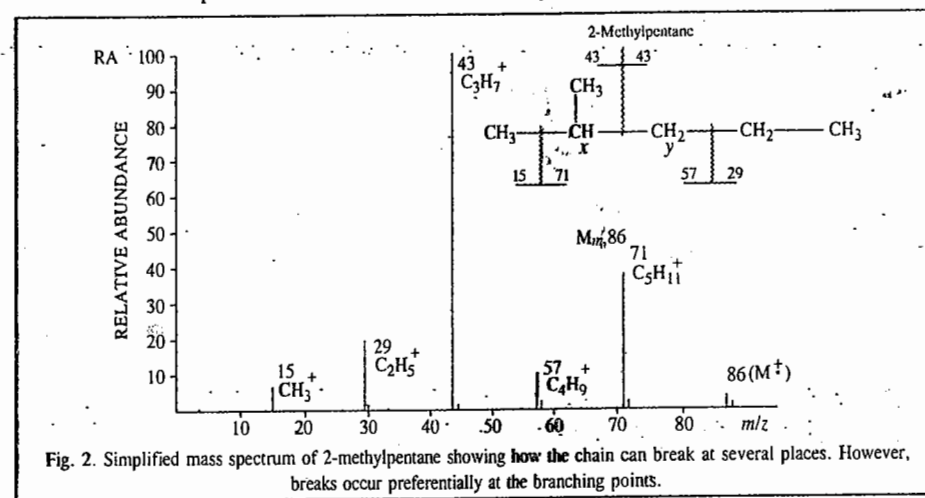 2-Methylpentane
43 43
CH₃
CH₃ CH CH₂ CH₂ CH₃
x y
15 71 57 29
RA 100
90
80
70
60
50
40
30
20
10
RELATIVE ABUNDANCE
43
C₃H₇⁺
86
71
C₅H₁₁⁺
29
C₂H₅⁺
15
CH₃⁺
57
C₄H₉⁺
86 (M⁺)
10 20 30 40 50 60 70 80 m/z
Fig. 2. Simplified mass spectrum of 2-methylpentane showing how the chain can break at several places. However,
breaks occur preferentially at the branching points.